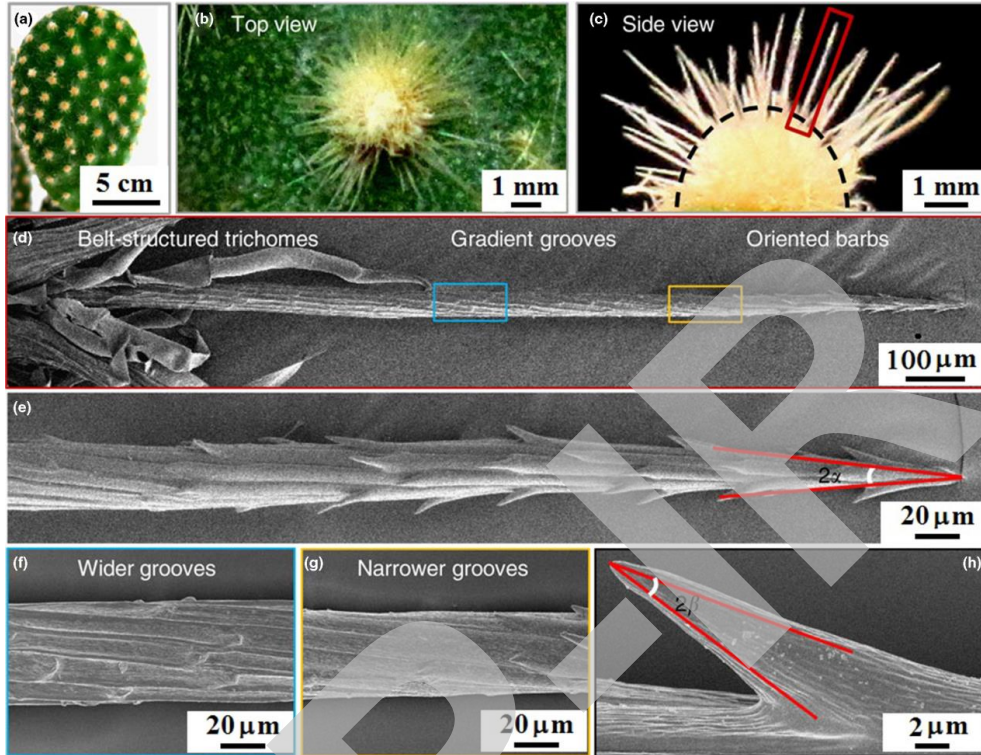 (a)
5 cm
(b) Top view
1 mm
(c) Side view
1 mm
(d) Belt-structured trichomes Gradient grooves Oriented barbs
100 μm
(e)
2α
20 μm
(f) Wider grooves
20 μm
(g) Narrower grooves
20 μm
(h)
2β
2 μm